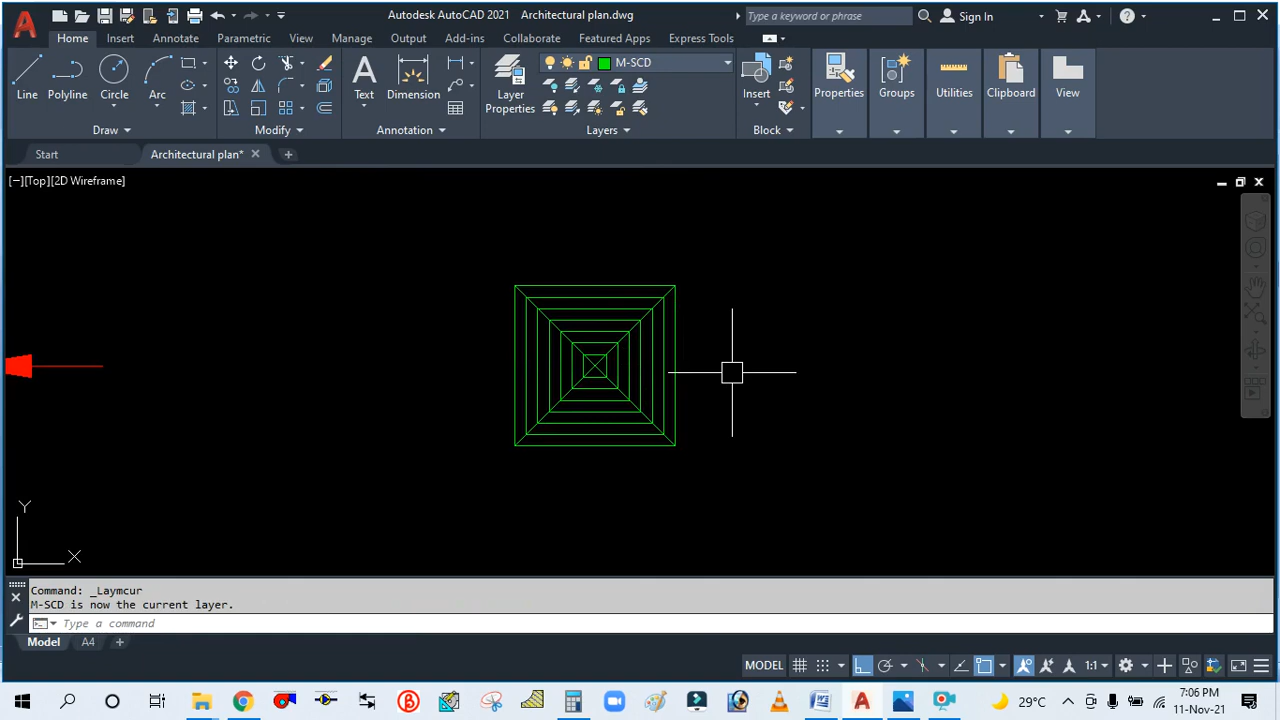 Autodesk AutoCAD 2021 Architectural plan.dwg
Type a keyword or phrase
Sign In
Home Insert Annotate Parametric View Manage Output Add-ins Collaborate Featured Apps Express Tools
M-SCD
Line Polyline Circle Arc
Text Dimension
Layer Properties
Insert
Properties Groups Utilities Clipboard View
Draw Modify Annotation Layers Block
Start Architectural plan*
[−][Top][2D Wireframe]
Y
X
Command: _Laymcur
M-SCD is now the current layer.
Type a command
Model A4
MODEL 1:1
29°C
7:06 PM
11-Nov-21